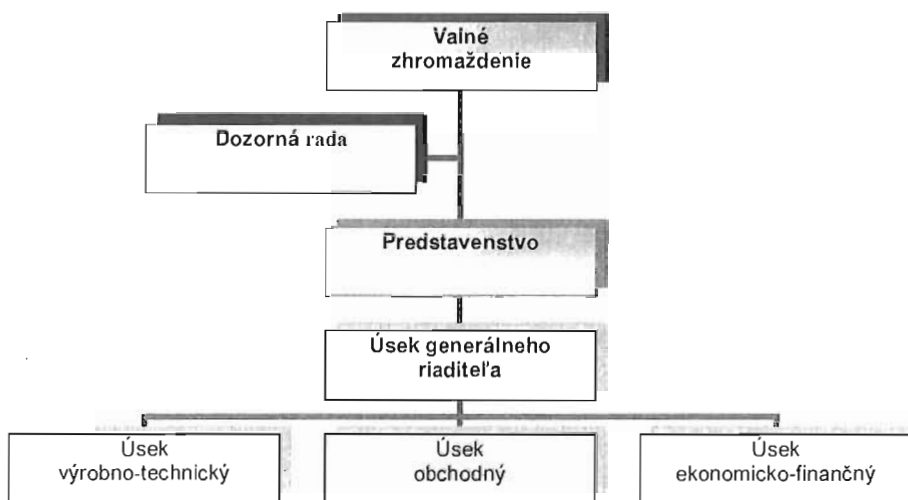 Valné
zhromaždenie
Dozorná rada
Predstavenstvo
Úsek generálneho
riaditeľa
Úsek
výrobno-technický
Úsek
obchodný
Úsek
ekonomicko-finančný